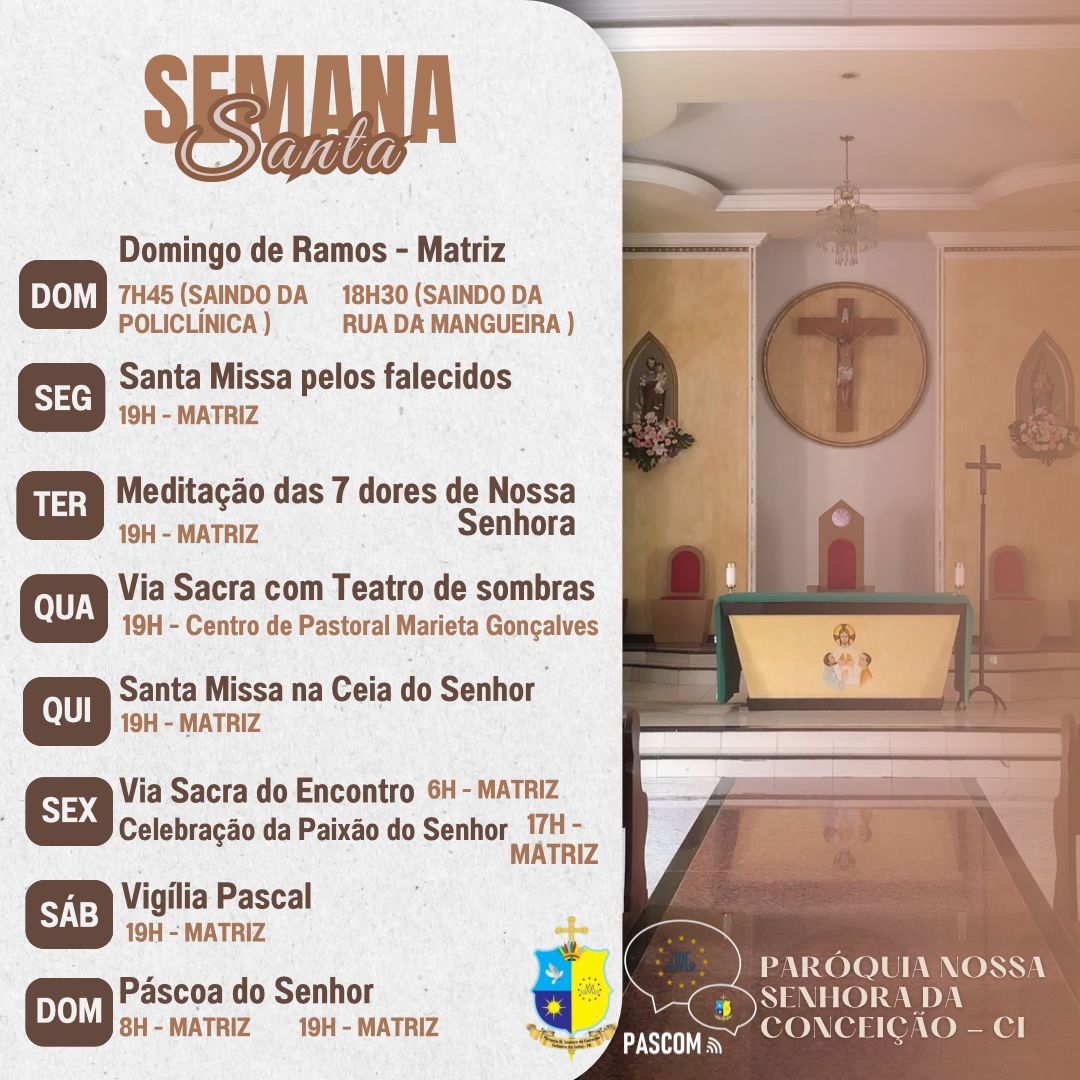 SEMANA
Santa
Domingo de Ramos - Matriz
DOM
7H45 (SAINDO DA
POLICLÍNICA )
18H30 (SAINDO DA
RUA DA MANGUEIRA )
SEG
Santa Missa pelos falecidos
19H - MATRIZ
TER
Meditação das 7 dores de Nossa
Senhora
19H - MATRIZ
QUA
Via Sacra com Teatro de sombras
19H - Centro de Pastoral Marieta Gonçalves
QUI
Santa Missa na Ceia do Senhor
19H - MATRIZ
SEX
Via Sacra do Encontro 6H - MATRIZ
Celebração da Paixão do Senhor 17H -
MATRIZ
SÁB
Vigília Pascal
19H - MATRIZ
DOM
Páscoa do Senhor
8H - MATRIZ 19H - MATRIZ
PASCOM
PARÓQUIA NOSSA
SENHORA DA
CONCEIÇÃO - CI